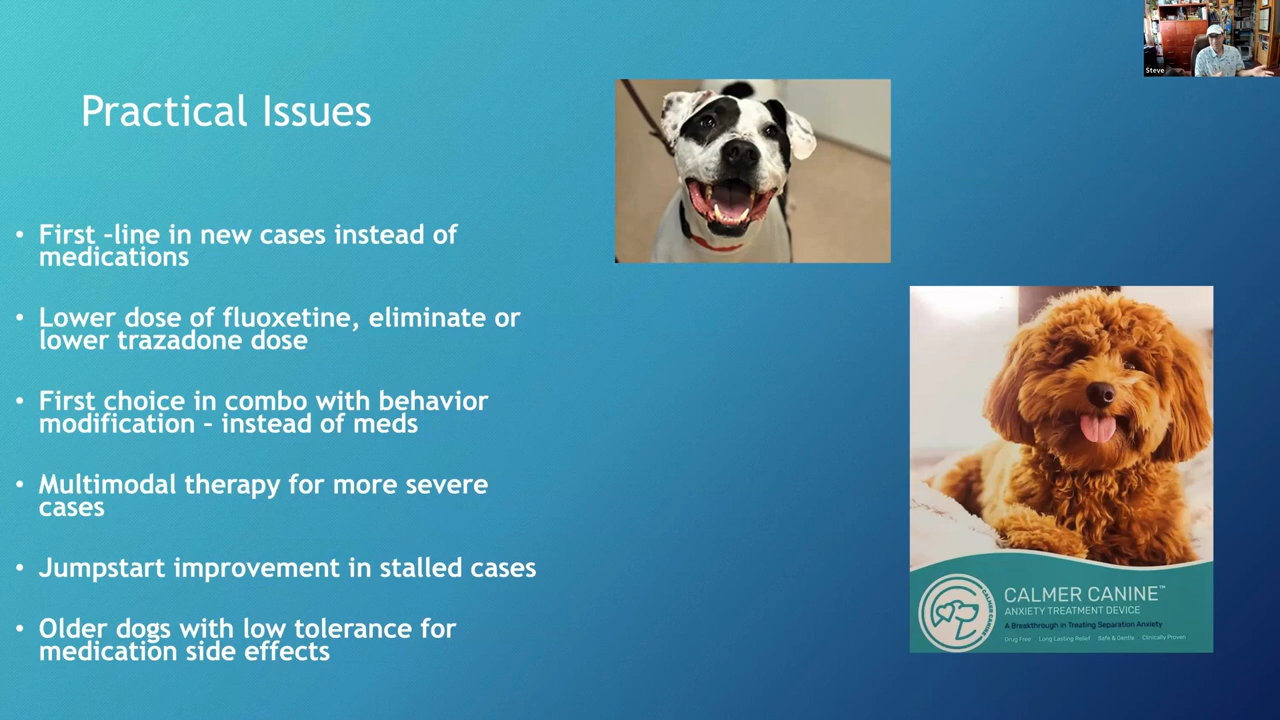 Steve
Practical Issues
• First –line in new cases instead of
medications
• Lower dose of fluoxetine, eliminate or
lower trazadone dose
• First choice in combo with behavior
modification – instead of meds
• Multimodal therapy for more severe
cases
• Jumpstart improvement in stalled cases
• Older dogs with low tolerance for
medication side effects
CALMER CANINE™
ANXIETY TREATMENT DEVICE
A Breakthrough in Treating Separation Anxiety
Drug Free Long Lasting Relief Safe & Gentle Clinically Proven
CALMER CANINE